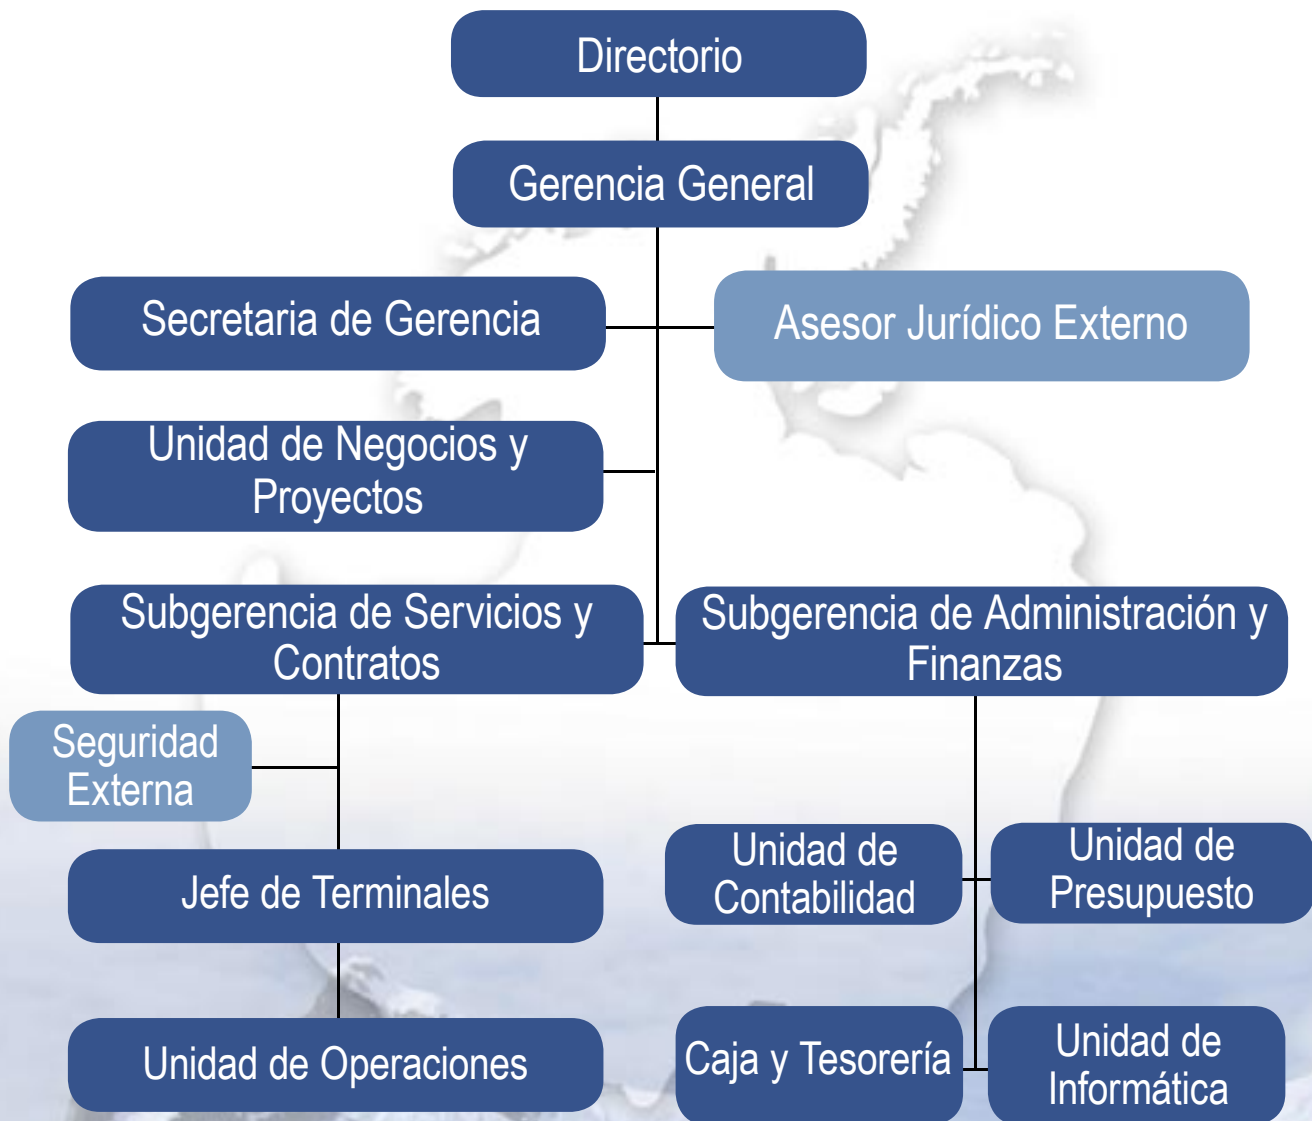 Directorio
Gerencia General
Secretaria de Gerencia
Asesor Jurídico Externo
Unidad de Negocios y
Proyectos
Subgerencia de Servicios y
Contratos
Subgerencia de Administración y
Finanzas
Seguridad
Externa
Jefe de Terminales
Unidad de
Contabilidad
Unidad de
Presupuesto
Unidad de Operaciones
Caja y Tesorería
Unidad de
Informática